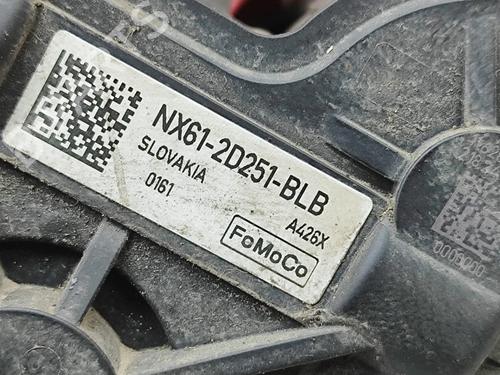 NX61-2D251-BLB
SLOVAKIA
0161
A426X
FoMoCo